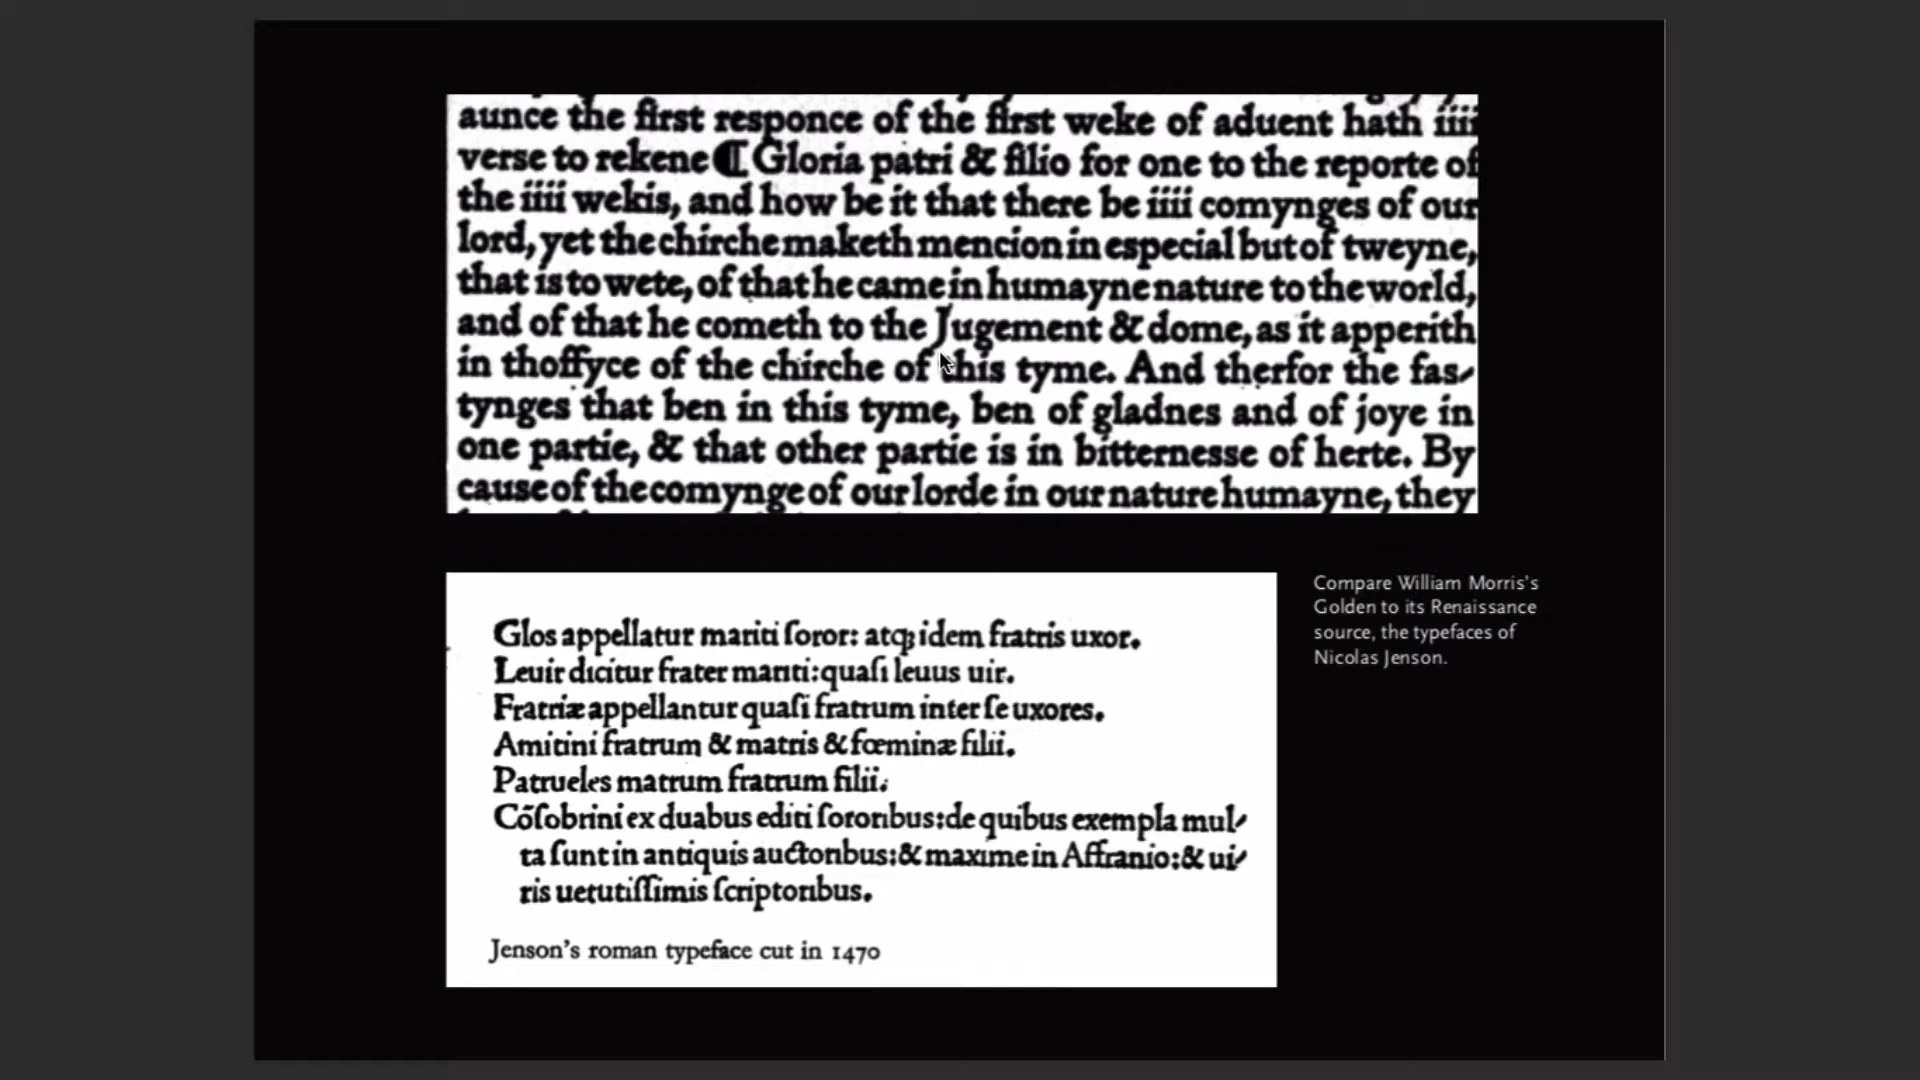 aunce the first responce of the first weke of aduent hath iiii
verse to rekene ¶ Gloria patri & filio for one to the reporte of
the iiii wekis, and how be it that there be iiii comynges of our
lord, yet the chirche maketh mencion in especial but of tweyne,
that is to wete, of that he came in humayne nature to the world,
and of that he cometh to the Jugement & dome, as it apperith
in thoffyce of the chirche of this tyme. And therfor the fas-
tynges that ben in this tyme, ben of gladnes and of joye in
one partie, & that other partie is in bitternesse of herte. By
cause of the comynge of our lorde in our nature humayne, they
Glos appellatur mariti ſoror: atqꝫ idem fratris uxor.
Leuir dicitur frater mariti: quaſi leuus uir.
Fratriæ appellantur quaſi fratrum inter ſe uxores.
Amitini fratrum & matris & fœminæ filii.
Patrueles matrum fratrum filii.
Cõſobrini ex duabus editi ſororibus: de quibus exempla mul-
ta ſunt in antiquis auctoribus: & maxime in Affranio: & ui-
ris uetutiſſimis ſcriptoribus.
Jenson's roman typeface cut in 1470
Compare William Morris's
Golden to its Renaissance
source, the typefaces of
Nicolas Jenson.